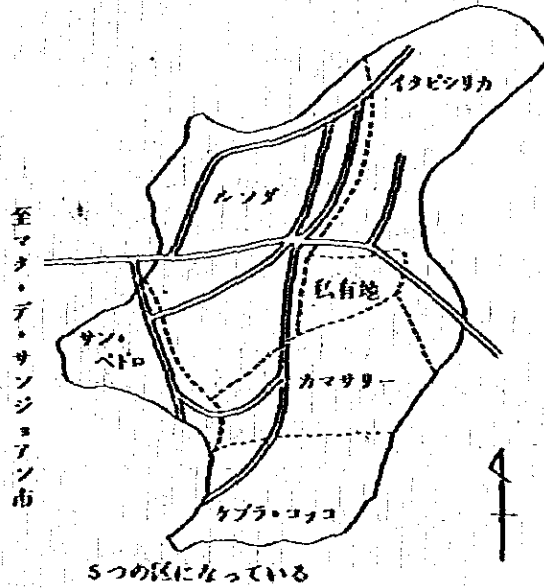 イタピシリカ
ルソダ
至マタ・デ・サンジョアン市
私有地
サン・
ペドロ
カマサリー
ケブラ・コッコ
5つの区になっている